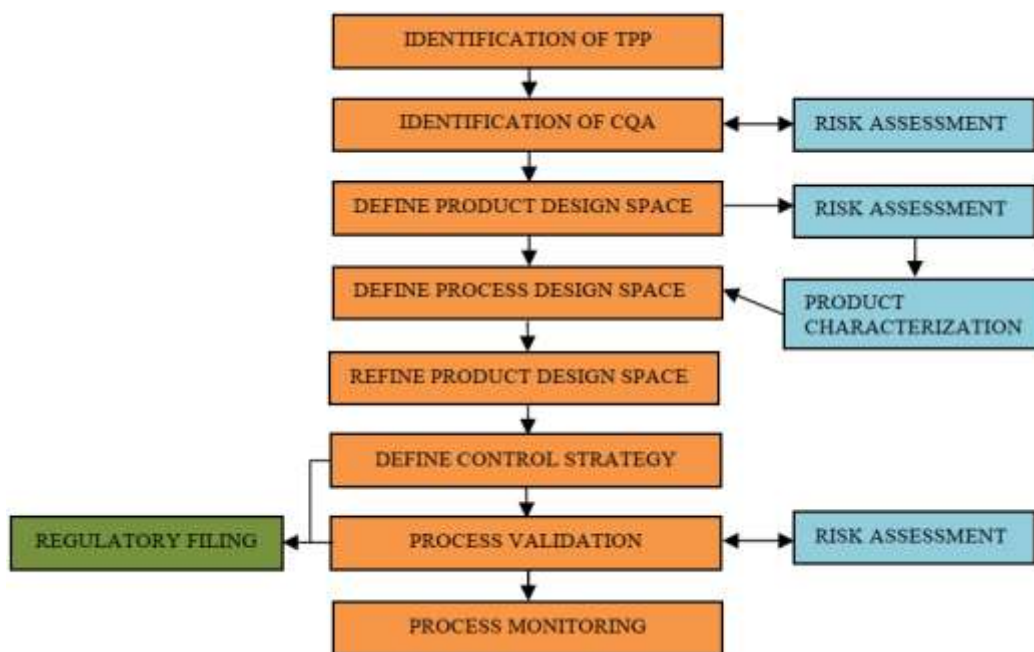 IDENTIFICATION OF TPP
IDENTIFICATION OF CQA
RISK ASSESSMENT
DEFINE PRODUCT DESIGN SPACE
RISK ASSESSMENT
DEFINE PROCESS DESIGN SPACE
PRODUCT
CHARACTERIZATION
REFINE PRODUCT DESIGN SPACE
DEFINE CONTROL STRATEGY
REGULATORY FILING
PROCESS VALIDATION
RISK ASSESSMENT
PROCESS MONITORING